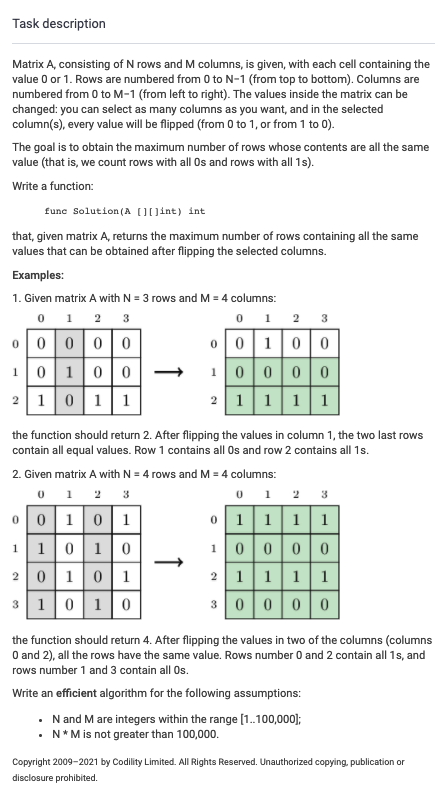 Task description
Matrix A, consisting of N rows and M columns, is given, with each cell containing the
value 0 or 1. Rows are numbered from 0 to N−1 (from top to bottom). Columns are
numbered from 0 to M−1 (from left to right). The values inside the matrix can be
changed: you can select as many columns as you want, and in the selected
column(s), every value will be flipped (from 0 to 1, or from 1 to 0).
The goal is to obtain the maximum number of rows whose contents are all the same
value (that is, we count rows with all 0s and rows with all 1s).
Write a function:
func Solution(A [][]int) int
that, given matrix A, returns the maximum number of rows containing all the same
values that can be obtained after flipping the selected columns.
Examples:
1. Given matrix A with N = 3 rows and M = 4 columns:
0 1 2 3 0 1 2 3
0 0 0 0 0 0 0 1 0 0
1 0 1 0 0 → 1 0 0 0 0
2 1 0 1 1 2 1 1 1 1
the function should return 2. After flipping the values in column 1, the two last rows
contain all equal values. Row 1 contains all 0s and row 2 contains all 1s.
2. Given matrix A with N = 4 rows and M = 4 columns:
0 1 2 3 0 1 2 3
0 0 1 0 1 0 1 1 1 1
1 1 0 1 0 1 0 0 0 0
2 0 1 0 1 → 2 1 1 1 1
3 1 0 1 0 3 0 0 0 0
the function should return 4. After flipping the values in two of the columns (columns
0 and 2), all the rows have the same value. Rows number 0 and 2 contain all 1s, and
rows number 1 and 3 contain all 0s.
Write an efficient algorithm for the following assumptions:
• N and M are integers within the range [1..100,000];
• N * M is not greater than 100,000.
Copyright 2009–2021 by Codility Limited. All Rights Reserved. Unauthorized copying, publication or
disclosure prohibited.